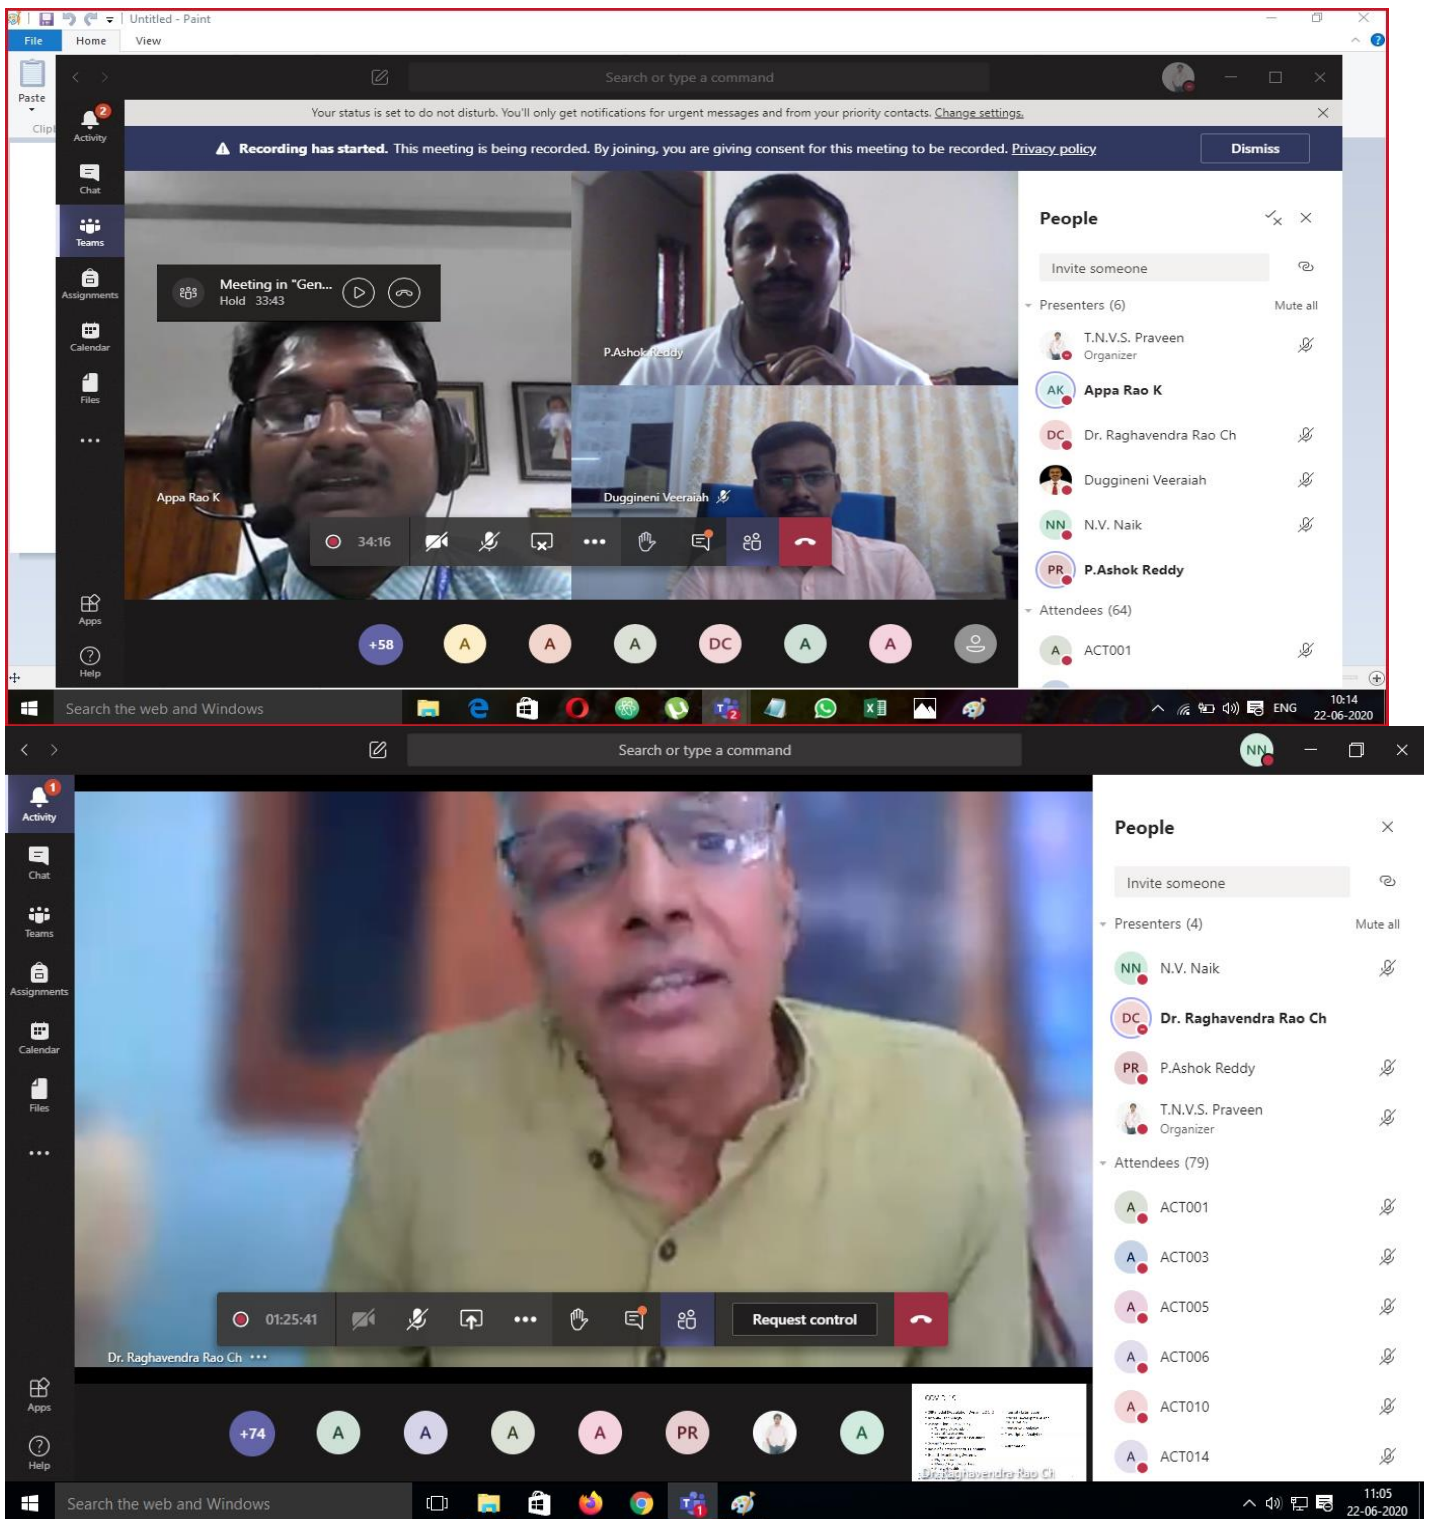 Untitled - Paint
File Home View
Paste
Search or type a command
Your status is set to do not disturb. You'll only get notifications for urgent messages and from your priority contacts. Change settings.
2
Activity
Recording has started. This meeting is being recorded. By joining, you are giving consent for this meeting to be recorded. Privacy policy
Dismiss
Chat
Teams
Assignments
Calendar
Files
Apps
Help
Meeting in "Gen...
Hold 33:43
P.Ashok Reddy
Appa Rao K
Duggineni Veeraiah
34:16
+58
A
A
A
DC
A
A
People
Invite someone
Presenters (6) Mute all
T.N.V.S. Praveen
Organizer
AK Appa Rao K
DC Dr. Raghavendra Rao Ch
Duggineni Veeraiah
NN N.V. Naik
PR P.Ashok Reddy
Attendees (64)
A ACT001
Search the web and Windows
2
ENG
10:14
22-06-2020
Search or type a command
NN
1
Activity
Chat
Teams
Assignments
Calendar
Files
Apps
Help
01:25:41
Request control
Dr. Raghavendra Rao Ch
+74
A
A
A
A
PR
A
Dr. Raghavendra Rao Ch
People
Invite someone
Presenters (4) Mute all
NN N.V. Naik
DC Dr. Raghavendra Rao Ch
PR P.Ashok Reddy
T.N.V.S. Praveen
Organizer
Attendees (79)
A ACT001
A ACT003
A ACT005
A ACT006
A ACT010
A ACT014
Search the web and Windows
1
11:05
22-06-2020